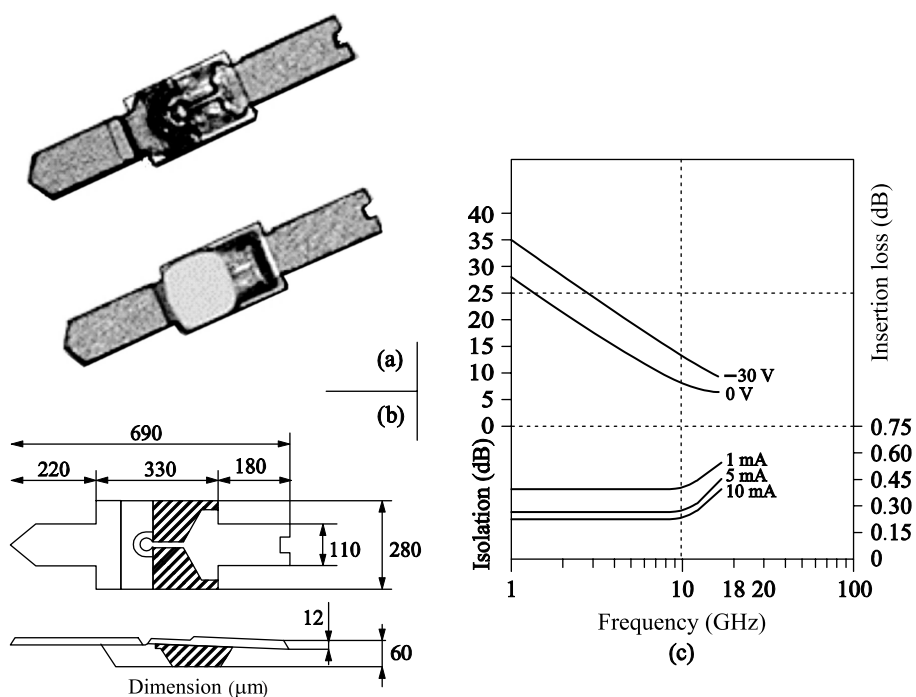 (a)
(b)
690
220 330 180
110 280
12
60
Dimension (μm)
40
35
30
25
20
15
10
5
0
Isolation (dB)
Insertion loss (dB)
−30 V
0 V
0.75
0.60
0.45
0.30
0.15
0
1 mA
5 mA
10 mA
1 10 18 20 100
Frequency (GHz)
(c)